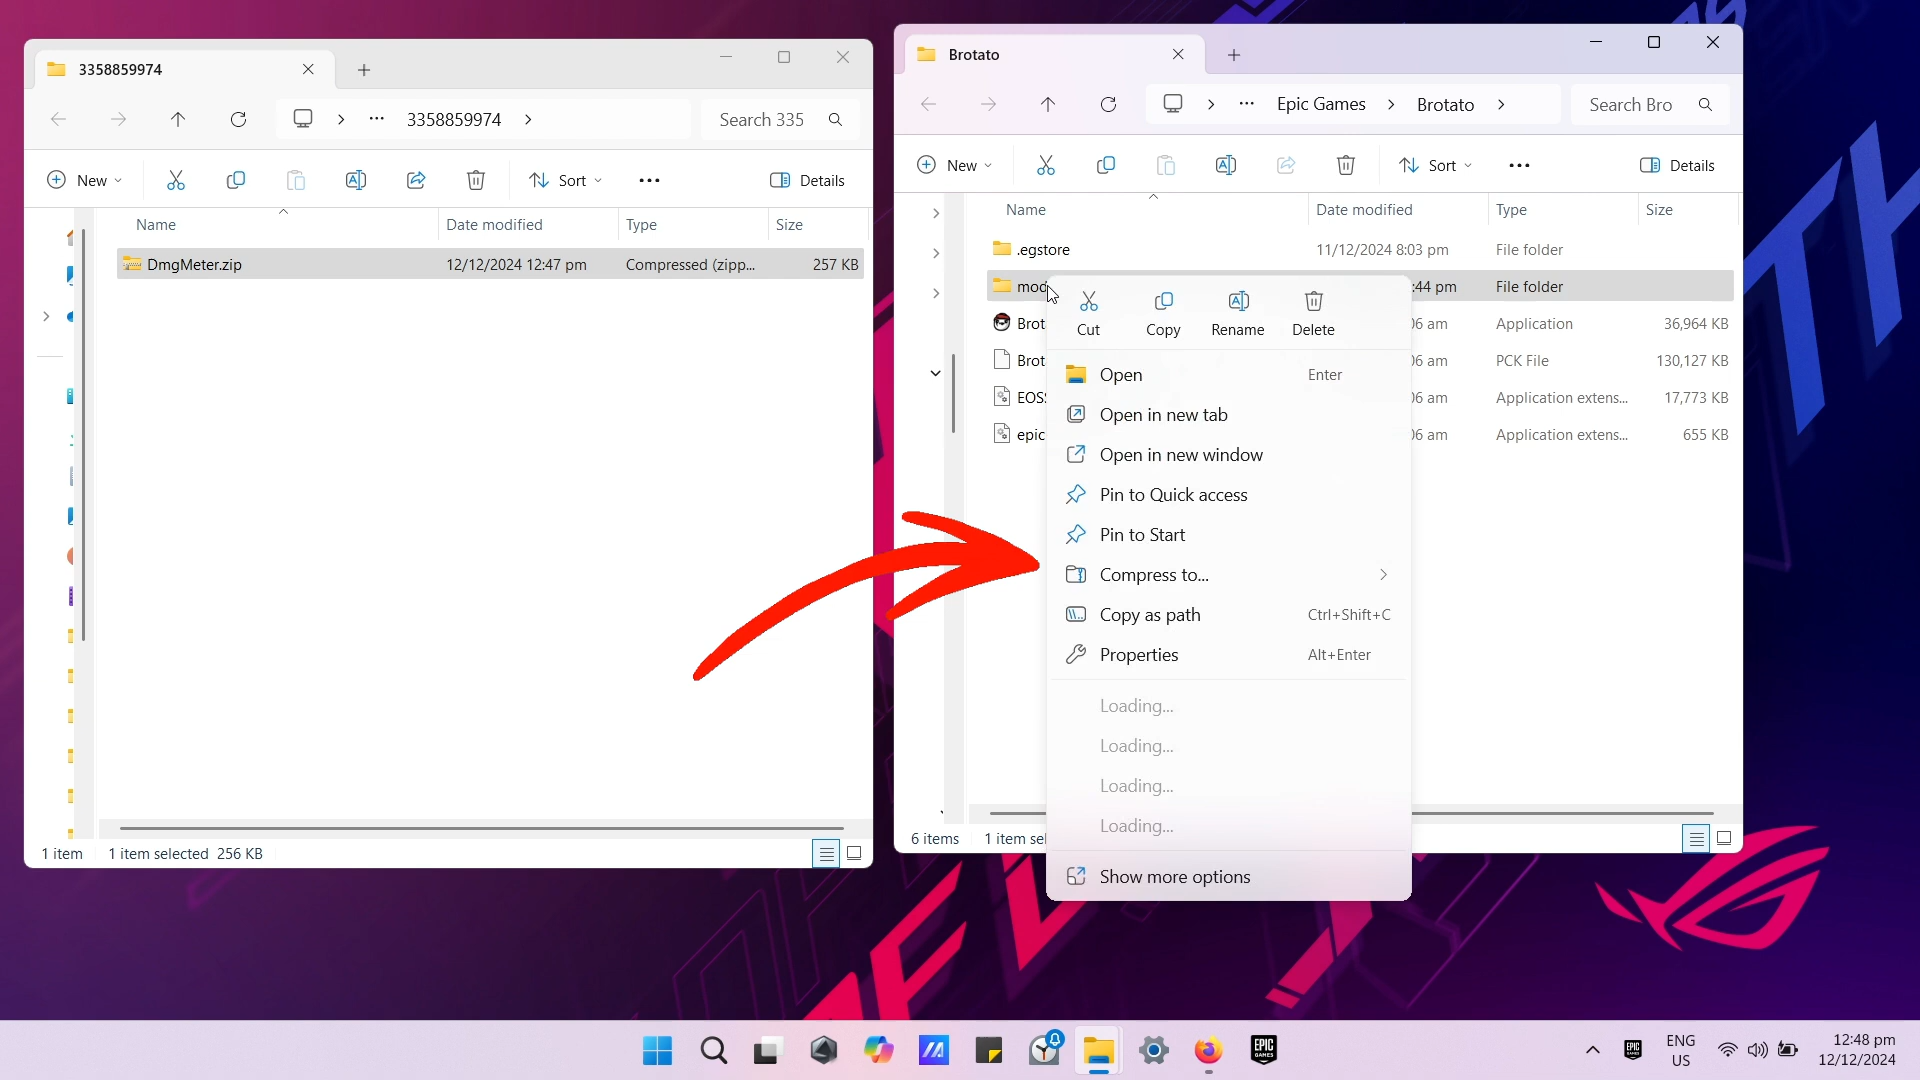 3358859974
3358859974
Search 335
New
Sort
Details
Name
Date modified
Type
Size
DmgMeter.zip
12/12/2024 12:47 pm
Compressed (zipp...
257 KB
1 item
1 item selected 256 KB
Brotato
Epic Games
Brotato
Search Bro
New
Sort
Details
Name
Date modified
Type
Size
.egstore
11/12/2024 8:03 pm
File folder
mod
:44 pm
File folder
Brot
06 am
Application
36,964 KB
Brot
06 am
PCK File
130,127 KB
EOS
06 am
Application extens...
17,773 KB
epic
06 am
Application extens...
655 KB
Cut
Copy
Rename
Delete
Open
Enter
Open in new tab
Open in new window
Pin to Quick access
Pin to Start
Compress to...
Copy as path
Ctrl+Shift+C
Properties
Alt+Enter
Loading...
Loading...
Loading...
Loading...
Show more options
6 items
1 item sel
EPIC
GAMES
ENG
US
12:48 pm
12/12/2024